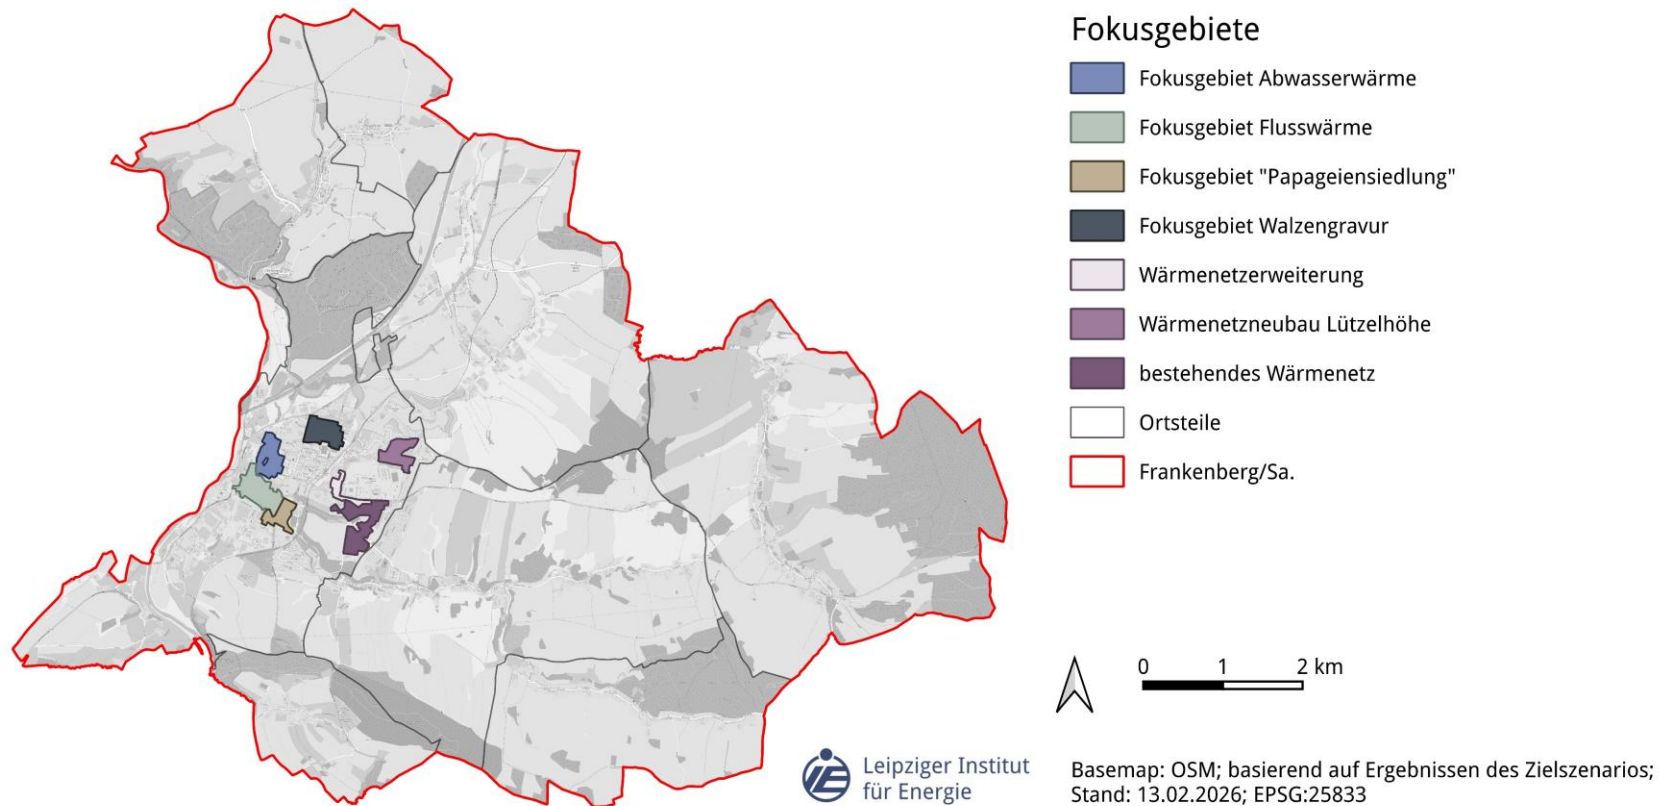 Fokusgebiete
Fokusgebiet Abwasserwärme
Fokusgebiet Flusswärme
Fokusgebiet "Papageiensiedlung"
Fokusgebiet Walzengravur
Wärmenetzerweiterung
Wärmenetzneubau Lützelhöhe
bestehendes Wärmenetz
Ortsteile
Frankenberg/Sa.
0 1 2 km
Leipziger Institut
für Energie
Basemap: OSM; basierend auf Ergebnissen des Zielszenarios;
Stand: 13.02.2026; EPSG:25833